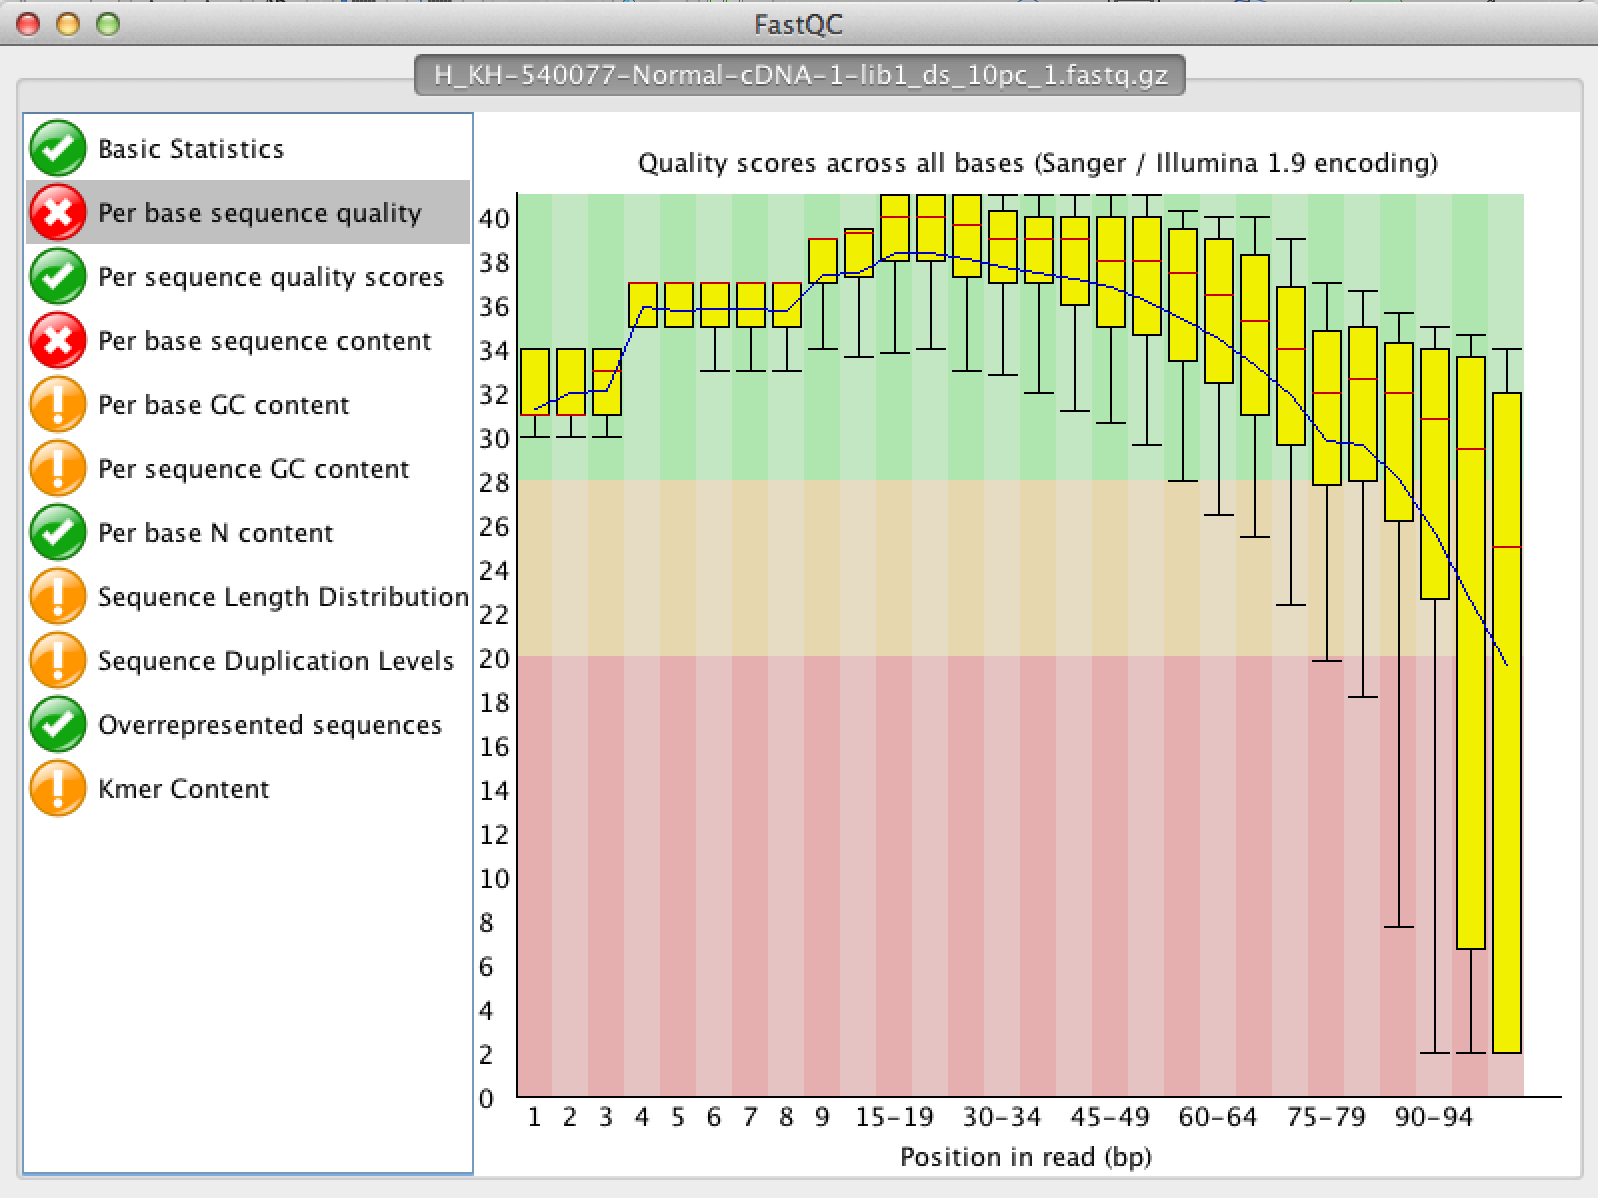 FastQC
H_KH-540077-Normal-cDNA-1-lib1_ds_10pc_1.fastq.gz
Basic Statistics
Per base sequence quality
Per sequence quality scores
Per base sequence content
Per base GC content
Per sequence GC content
Per base N content
Sequence Length Distribution
Sequence Duplication Levels
Overrepresented sequences
Kmer Content
Quality scores across all bases (Sanger / Illumina 1.9 encoding)
40
38
36
34
32
30
28
26
24
22
20
18
16
14
12
10
8
6
4
2
0
1 2 3 4 5 6 7 8 9 15-19 30-34 45-49 60-64 75-79 90-94
Position in read (bp)